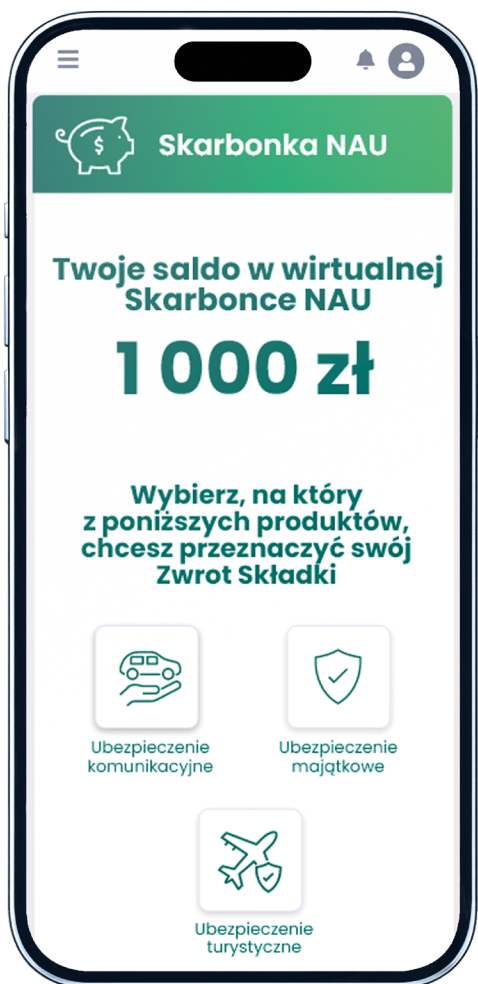 $
Skarbonka NAU
Twoje saldo w wirtualnej
Skarbonce NAU
1 000 zł
Wybierz, na który
z poniższych produktów,
chcesz przeznaczyć swój
Zwrot Składki
Ubezpieczenie
komunikacyjne
Ubezpieczenie
majątkowe
Ubezpieczenie
turystyczne